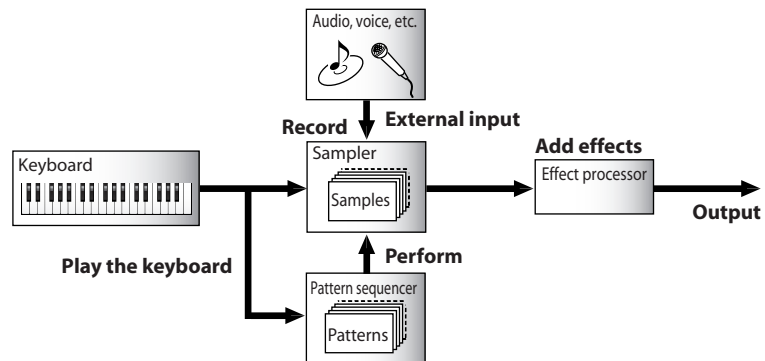 Audio, voice, etc.
External input
Record
Sampler
Samples
Keyboard
Add effects
Effect processor
Output
Play the keyboard
Perform
Pattern sequencer
Patterns